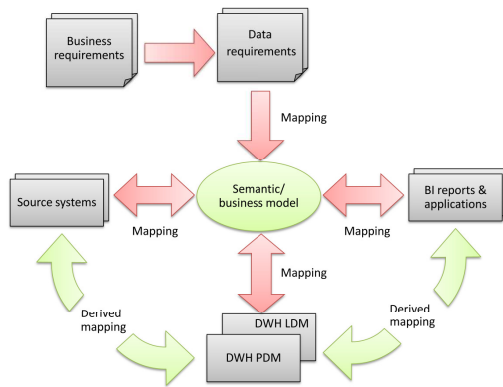 Business
requirements
Data
requirements
Mapping
Semantic/
business model
Source systems
Mapping
BI reports &
applications
Mapping
Mapping
Derived
mapping
Derived
mapping
DWH LDM
DWH PDM